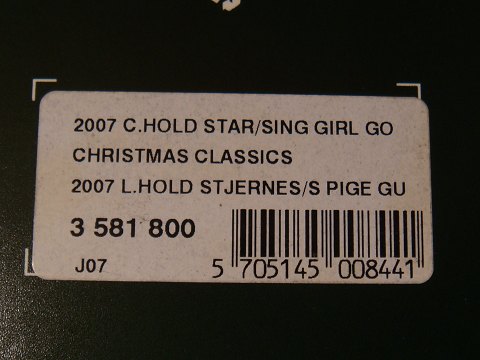 2007 C.HOLD STAR/SING GIRL GO
CHRISTMAS CLASSICS
2007 L.HOLD STJERNES/S PIGE GU
3 581 800
J07
5 705145 008441